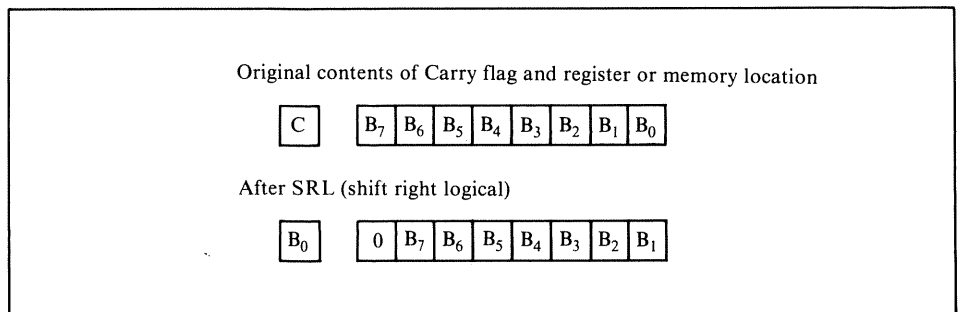 Original contents of Carry flag and register or memory location
C B₇ B₆ B₅ B₄ B₃ B₂ B₁ B₀
After SRL (shift right logical)
B₀ 0 B₇ B₆ B₅ B₄ B₃ B₂ B₁